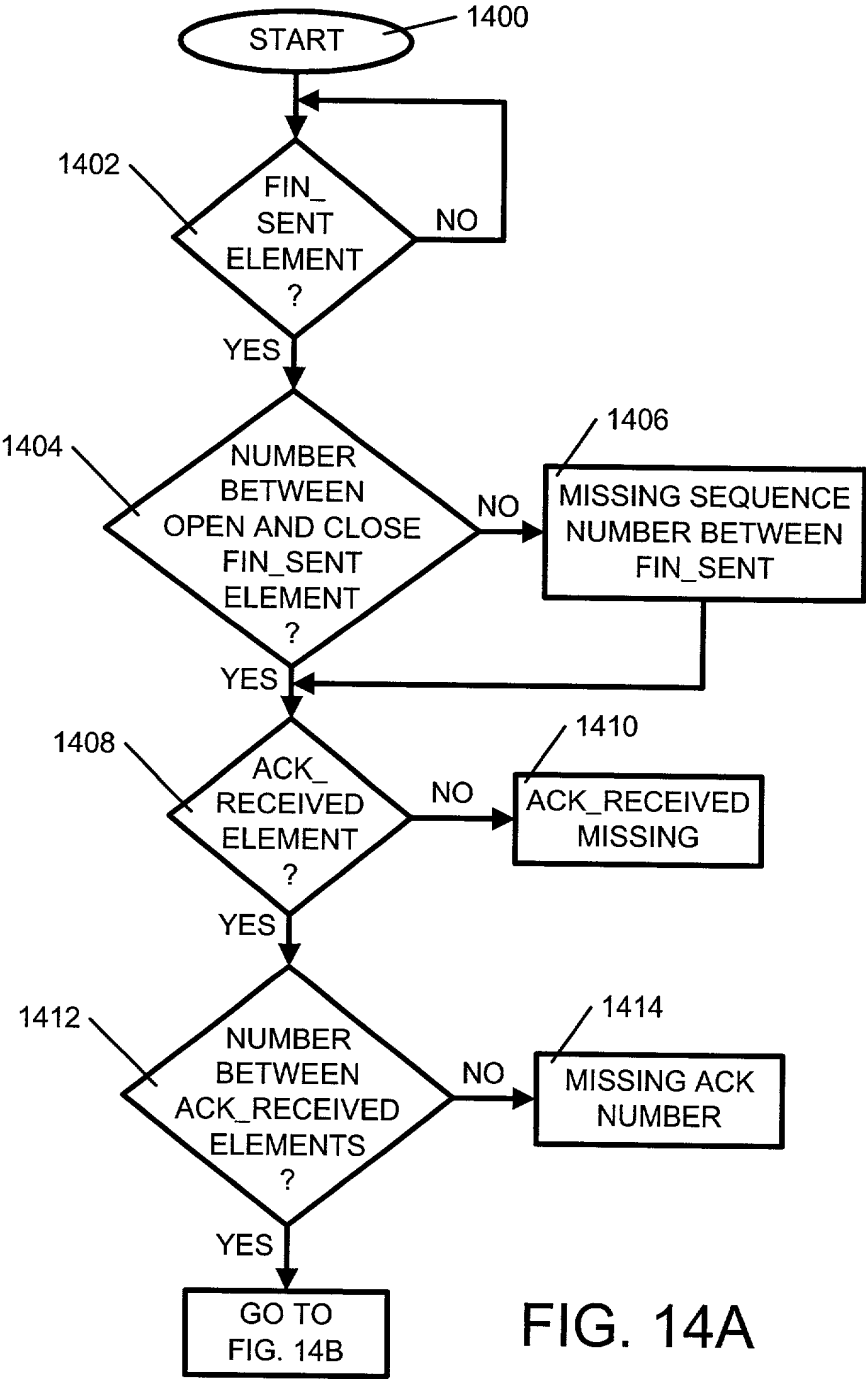 START
1400
1402
FIN_
SENT
ELEMENT
?
NO
YES
1404
NUMBER
BETWEEN
OPEN AND CLOSE
FIN_SENT
ELEMENT
?
NO
1406
MISSING SEQUENCE
NUMBER BETWEEN
FIN_SENT
YES
1408
ACK_
RECEIVED
ELEMENT
?
NO
1410
ACK_RECEIVED
MISSING
YES
1412
NUMBER
BETWEEN
ACK_RECEIVED
ELEMENTS
?
NO
1414
MISSING ACK
NUMBER
YES
GO TO
FIG. 14B
FIG. 14A